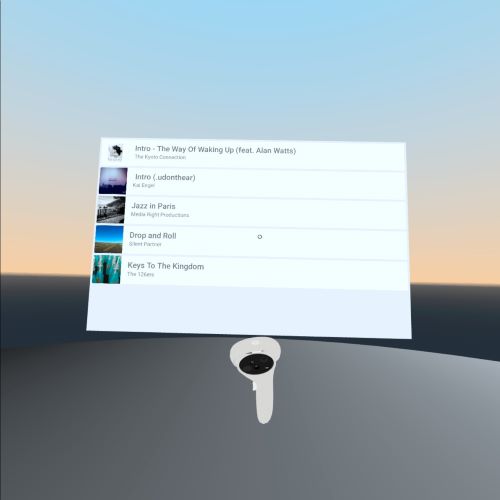 Intro - The Way Of Waking Up (feat. Alan Watts)
The Kyoto Connection
Intro (.udonthear)
Kai Engel
Jazz in Paris
Media Right Productions
Drop and Roll
Silent Partner
Keys To The Kingdom
The 126ers